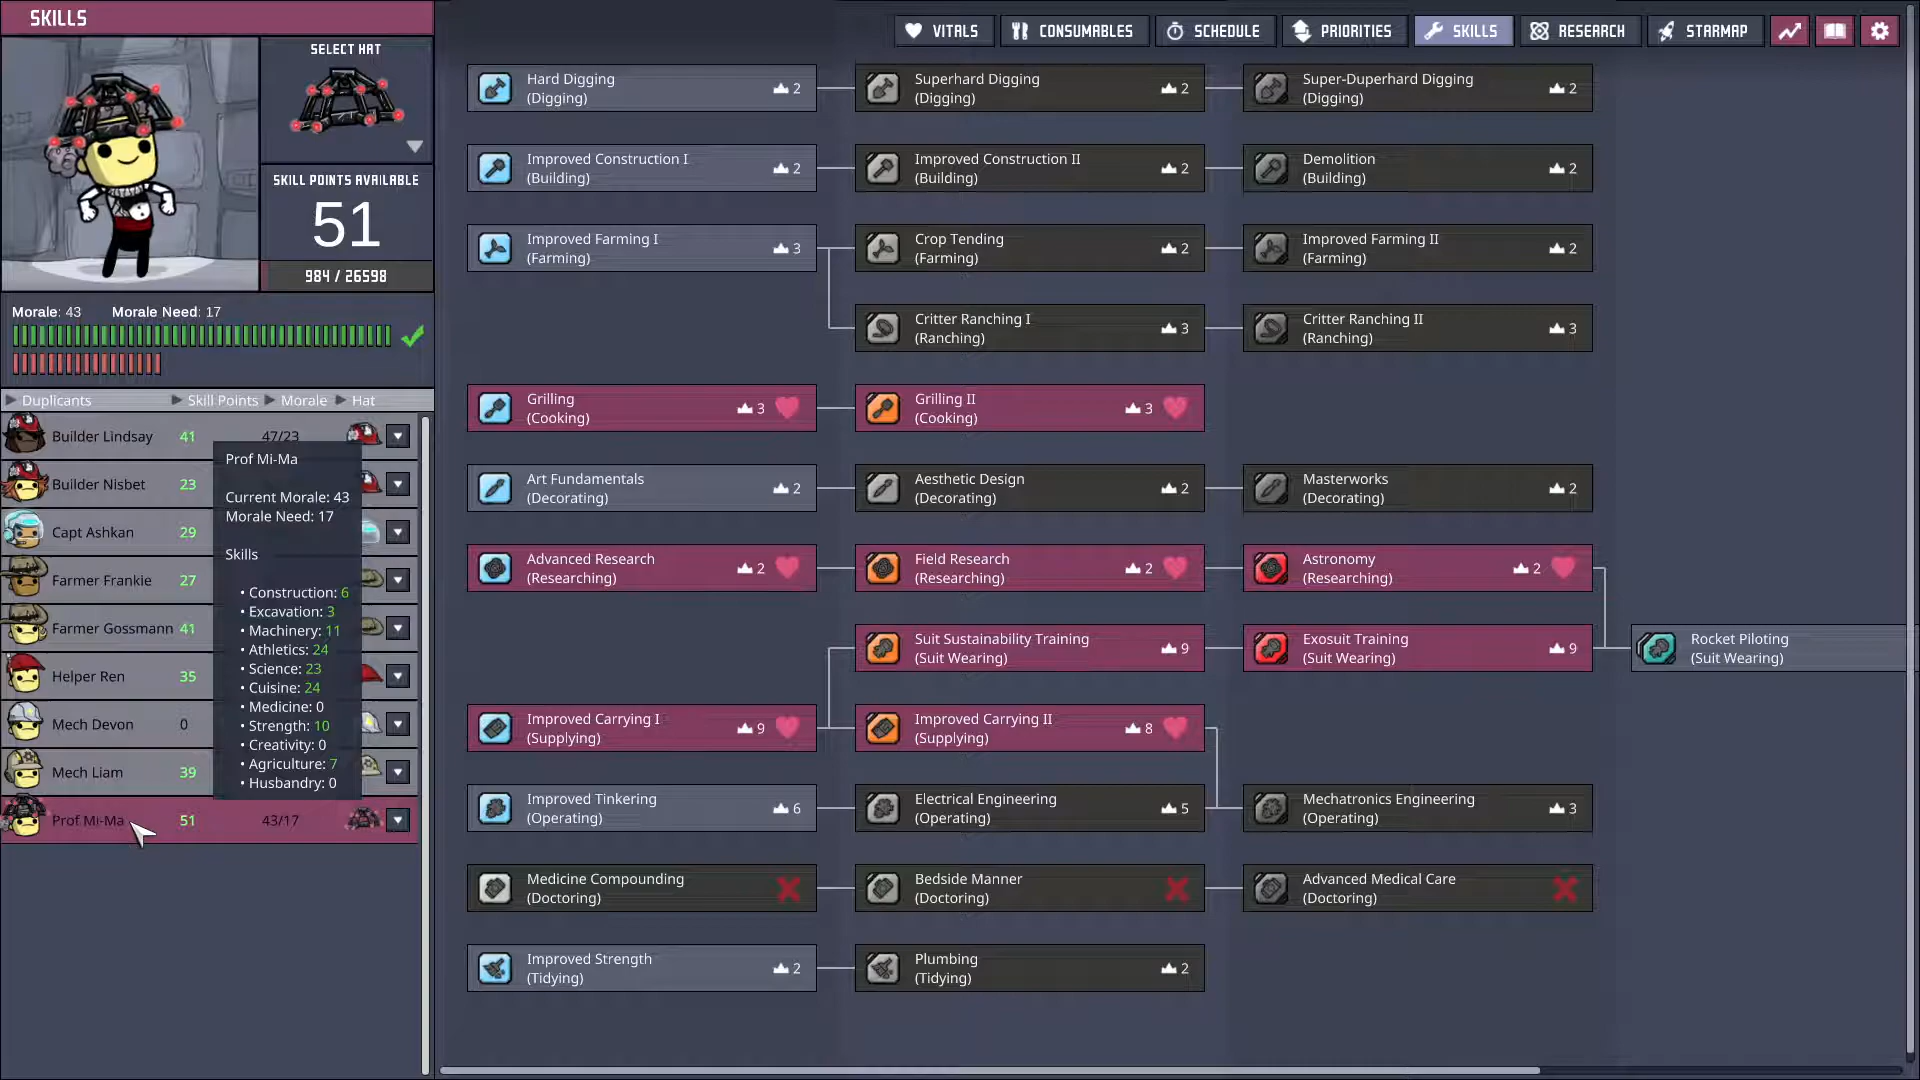 SKILLS
VITALS
CONSUMABLES
SCHEDULE
PRIORITIES
SKILLS
RESEARCH
STARMAP
SELECT HAT
SKILL POINTS AVAILABLE
51
984 / 26598
Morale: 43 Morale Need: 17
Duplicants Skill Points Morale Hat
Builder Lindsay 41 47/23
Builder Nisbet 23
Capt Ashkan 29
Farmer Frankie 27
Farmer Gossmann 41
Helper Ren 35
Mech Devon 0
Mech Liam 39
Prof Mi-Ma 51 43/17
Prof Mi-Ma
Current Morale: 43
Morale Need: 17
Skills
• Construction: 6
• Excavation: 3
• Machinery: 11
• Athletics: 24
• Science: 23
• Cuisine: 24
• Medicine: 0
• Strength: 10
• Creativity: 0
• Agriculture: 7
• Husbandry: 0
Hard Digging
(Digging)
2
Superhard Digging
(Digging)
2
Super-Duperhard Digging
(Digging)
2
Improved Construction I
(Building)
2
Improved Construction II
(Building)
2
Demolition
(Building)
2
Improved Farming I
(Farming)
3
Crop Tending
(Farming)
2
Improved Farming II
(Farming)
2
Critter Ranching I
(Ranching)
3
Critter Ranching II
(Ranching)
3
Grilling
(Cooking)
3
Grilling II
(Cooking)
3
Art Fundamentals
(Decorating)
2
Aesthetic Design
(Decorating)
2
Masterworks
(Decorating)
2
Advanced Research
(Researching)
2
Field Research
(Researching)
2
Astronomy
(Researching)
2
Suit Sustainability Training
(Suit Wearing)
9
Exosuit Training
(Suit Wearing)
9
Rocket Piloting
(Suit Wearing)
Improved Carrying I
(Supplying)
9
Improved Carrying II
(Supplying)
8
Improved Tinkering
(Operating)
6
Electrical Engineering
(Operating)
5
Mechatronics Engineering
(Operating)
3
Medicine Compounding
(Doctoring)
Bedside Manner
(Doctoring)
Advanced Medical Care
(Doctoring)
Improved Strength
(Tidying)
2
Plumbing
(Tidying)
2